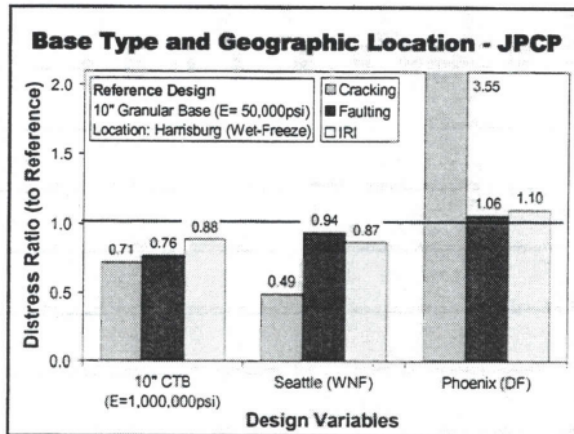 Base Type and Geographic Location - JPCP
Distress Ratio (to Reference)
2.0
1.5
1.0
0.5
0.0
Reference Design
10" Granular Base (E= 50,000psi)
Location: Harrisburg (Wet-Freeze)
Cracking
Faulting
IRI
0.71
0.76
0.88
0.49
0.94
0.87
3.55
1.06
1.10
10" CTB
(E=1,000,000psi)
Seattle (WNF)
Phoenix (DF)
Design Variables